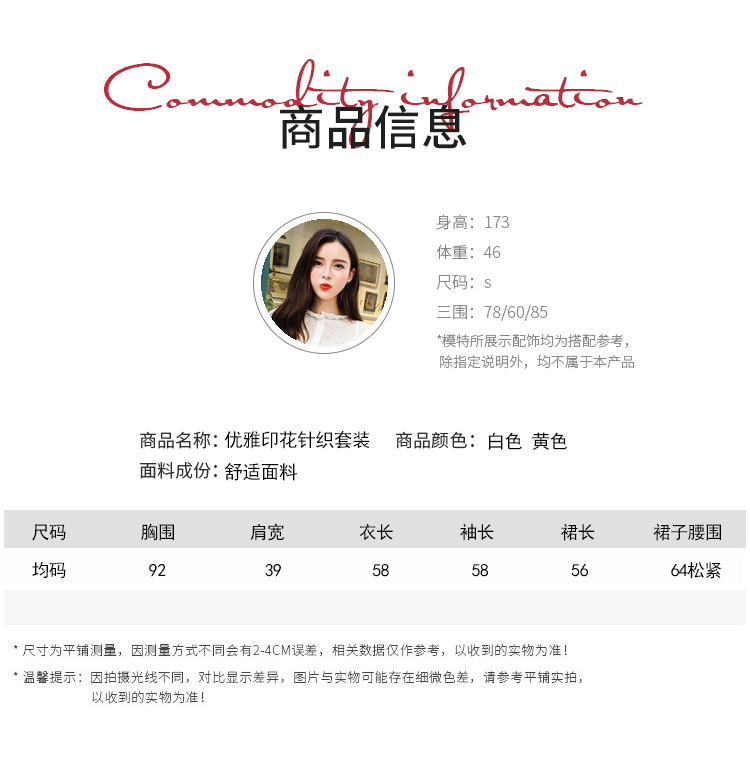 Commodity information
商品信息
身高：173
体重：46
尺码：s
三围：78/60/85
*模特所展示配饰均为搭配参考，
除指定说明外，均不属于本产品
商品名称：优雅印花针织套装 商品颜色：白色 黄色
面料成份：舒适面料
尺码 胸围 肩宽 衣长 袖长 裙长 裙子腰围
均码 92 39 58 58 56 64松紧
* 尺寸为平铺测量，因测量方式不同会有2-4CM误差，相关数据仅作参考，以收到的实物为准！
* 温馨提示：因拍摄光线不同，对比显示差异，图片与实物可能存在细微色差，请参考平铺实拍，
以收到的实物为准！